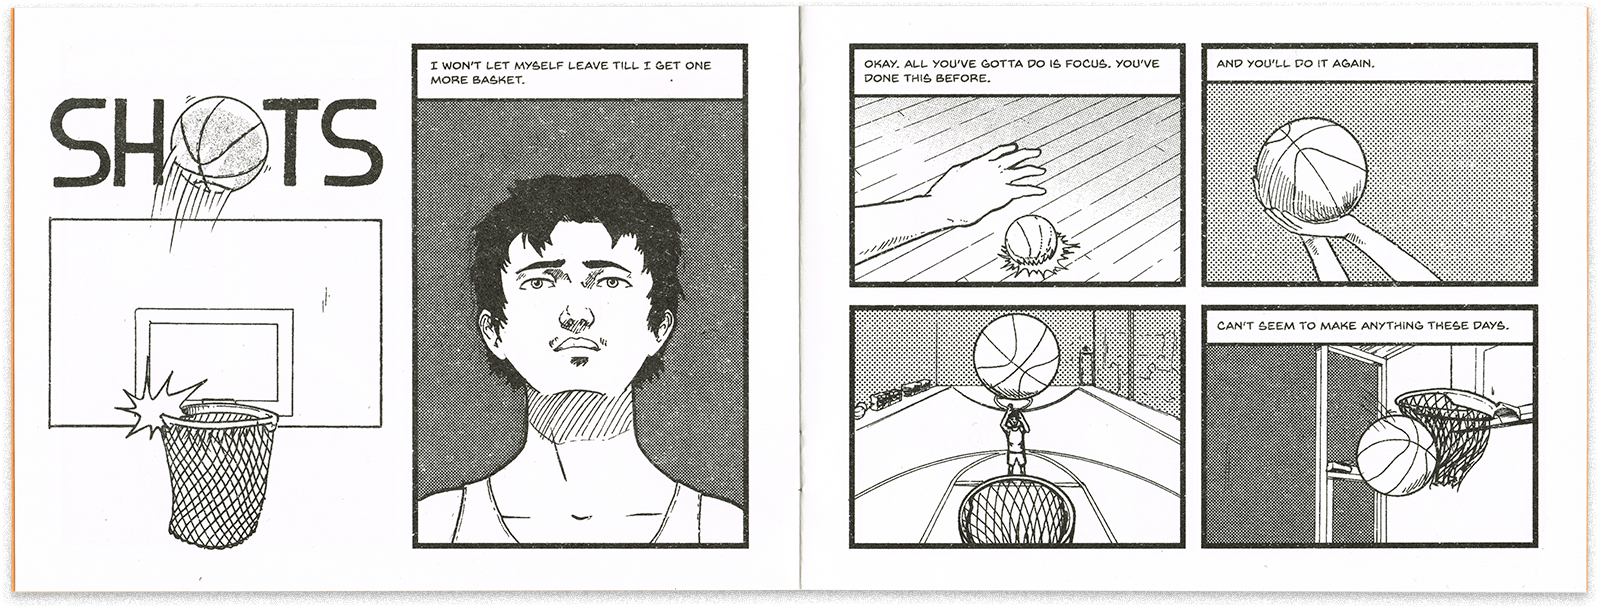 SHOTS
I WON'T LET MYSELF LEAVE TILL I GET ONE
MORE BASKET.
OKAY. ALL YOU'VE GOTTA DO IS FOCUS. YOU'VE
DONE THIS BEFORE.
AND YOU'LL DO IT AGAIN.
CAN'T SEEM TO MAKE ANYTHING THESE DAYS.